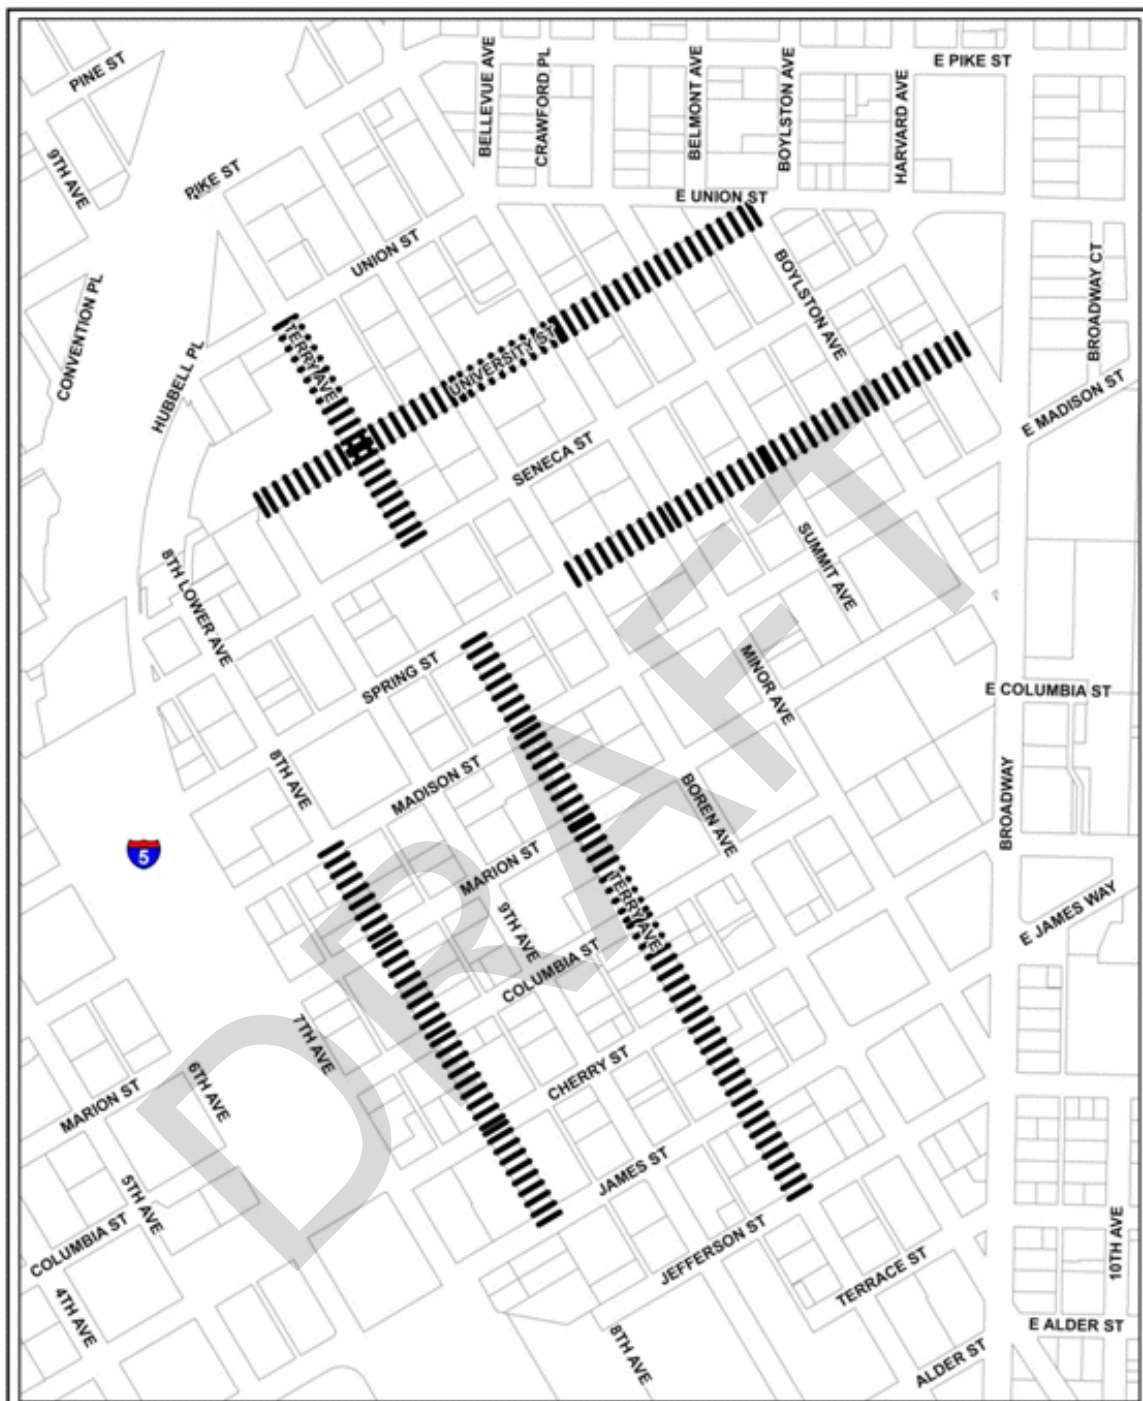 PINE ST
9TH AVE
PIKE ST
BELLEVUE AVE
CRAWFORD PL
BELMONT AVE
BOYLSTON AVE
HARVARD AVE
E PIKE ST
E UNION ST
UNION ST
CONVENTION PL
HUBBELL PL
TERRY AVE
UNIVERSITY ST
BOYLSTON AVE
BROADWAY CT
E MADISON ST
SENECA ST
8TH LOWER AVE
SUMMIT AVE
SPRING ST
MINOR AVE
E COLUMBIA ST
8TH AVE
MADISON ST
BOREN AVE
BROADWAY
5
MARION ST
TERRY AVE
9TH AVE
COLUMBIA ST
E JAMES WAY
7TH AVE
6TH AVE
CHERRY ST
MARION ST
JAMES ST
5TH AVE
COLUMBIA ST
JEFFERSON ST
TERRACE ST
10TH AVE
4TH AVE
8TH AVE
E ALDER ST
ALDER ST
DRAFT